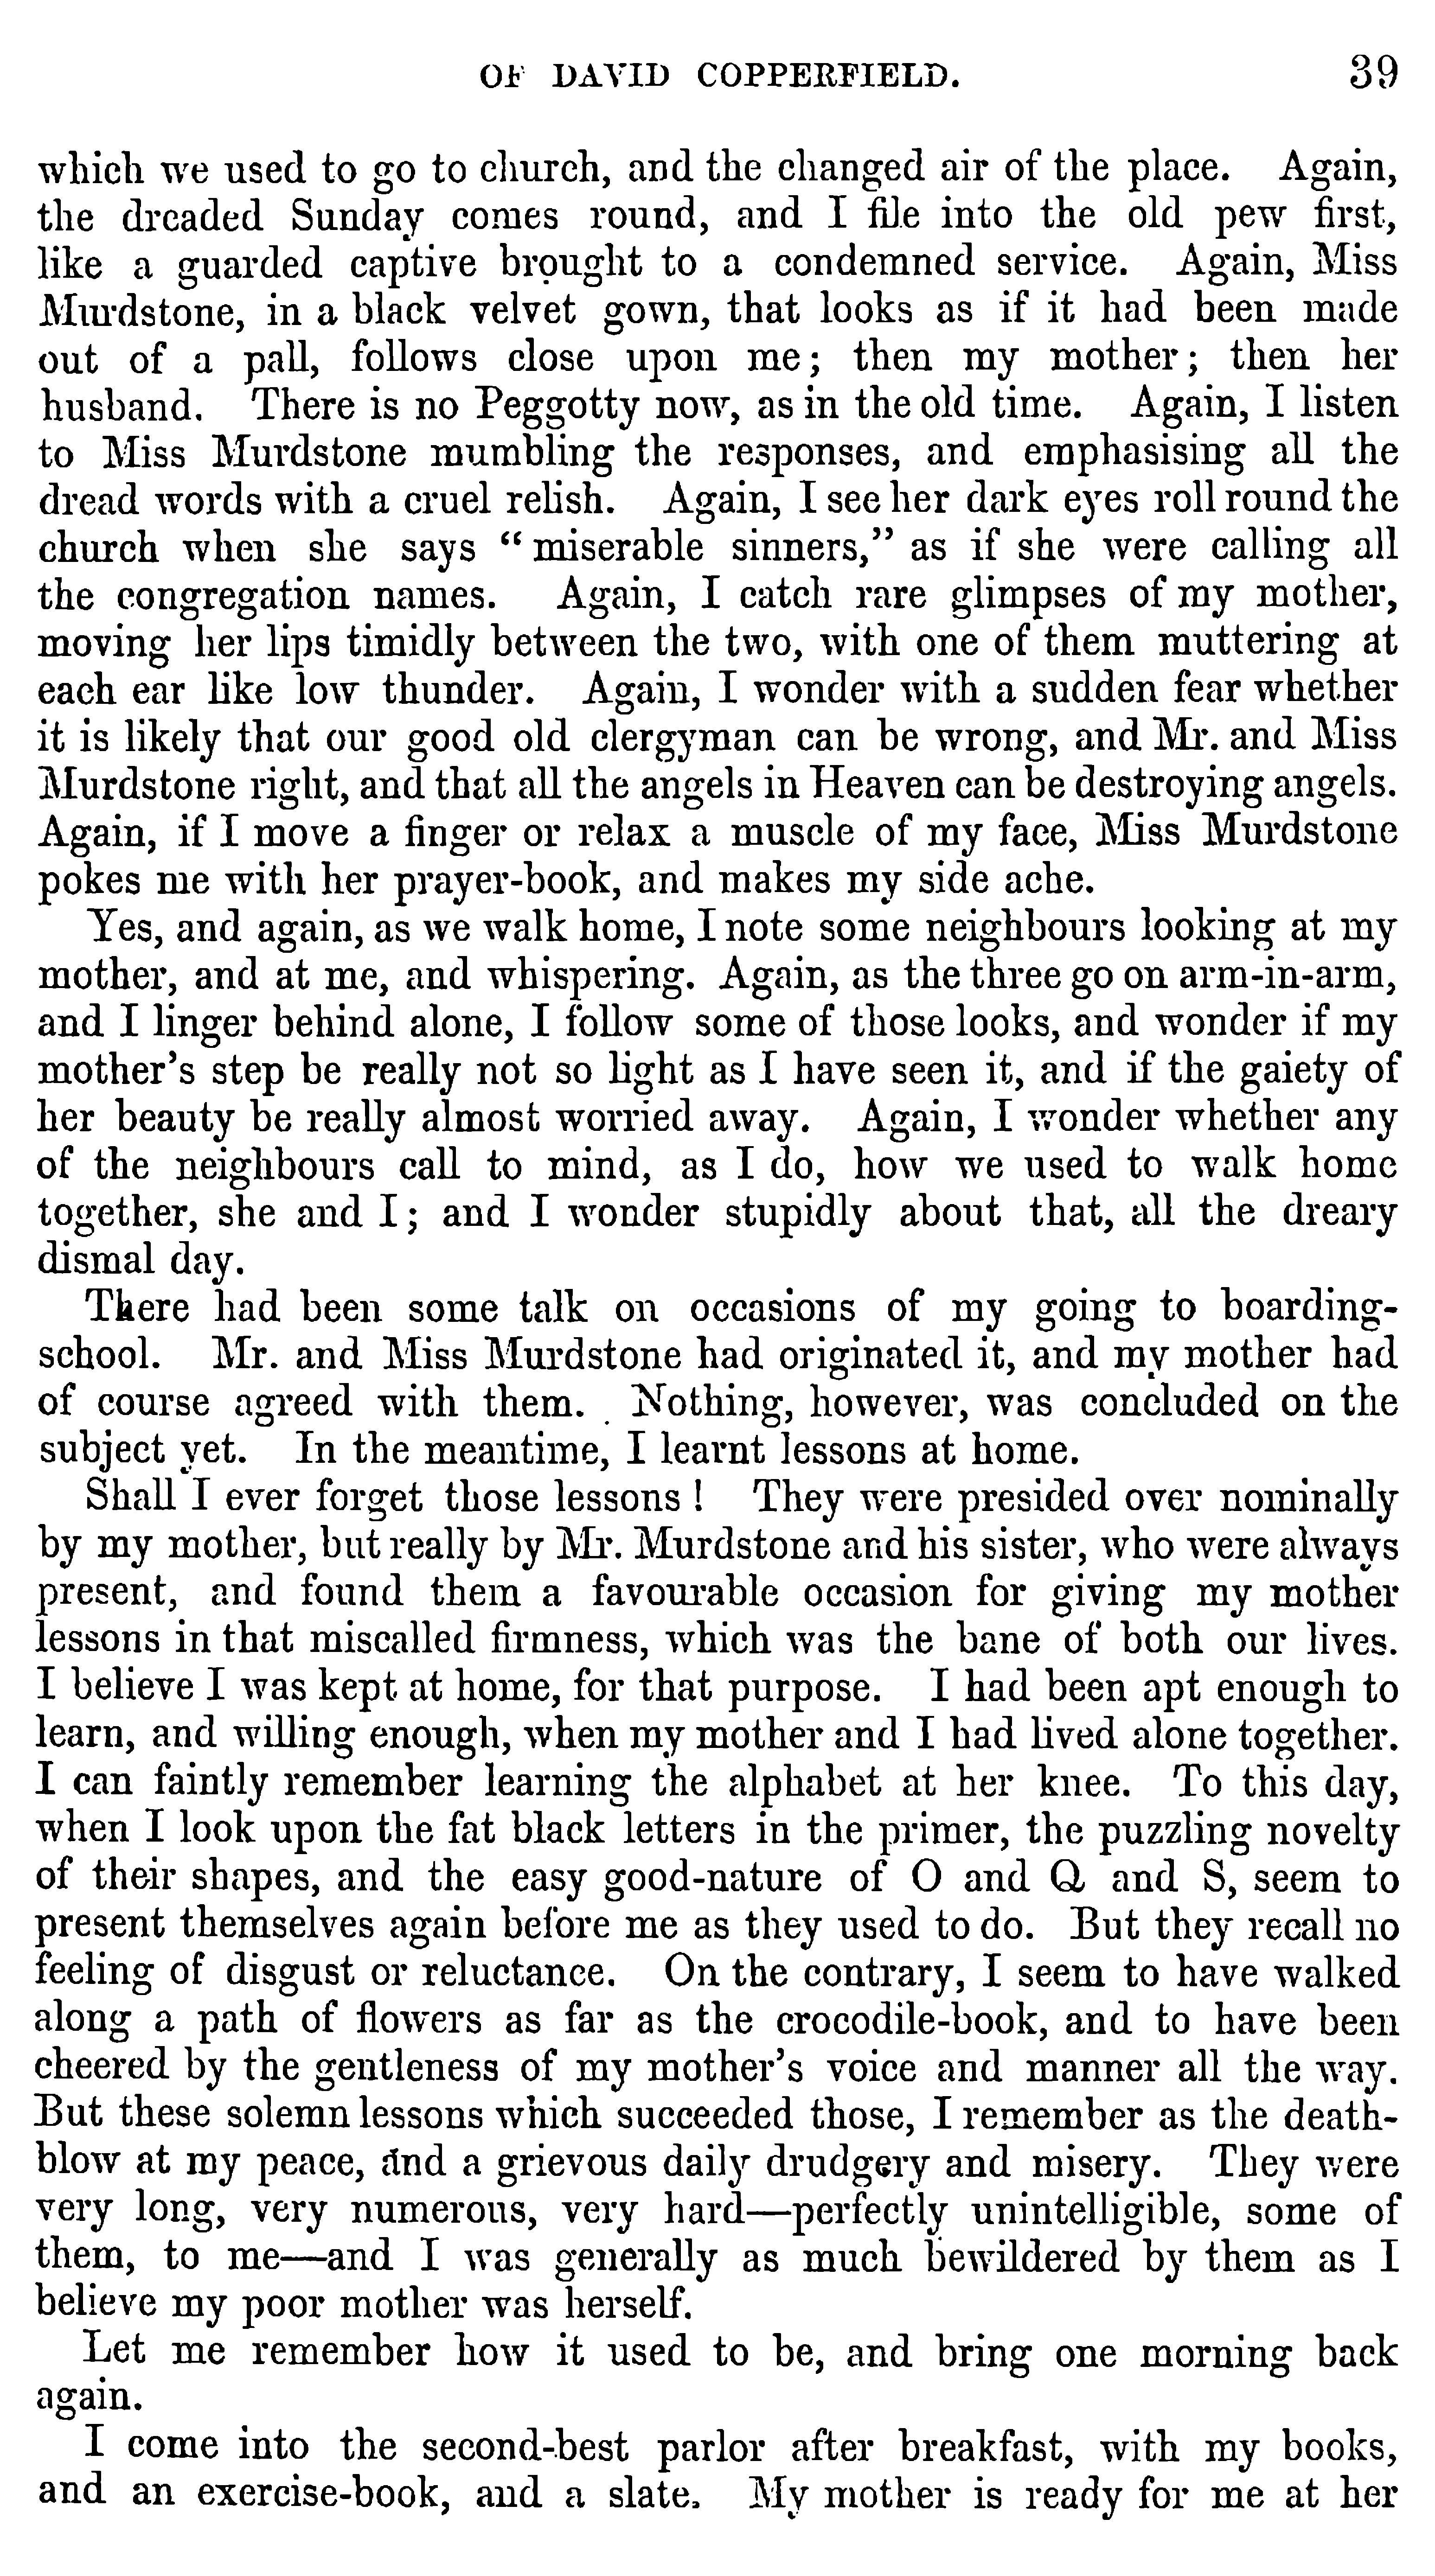 OF DAVID COPPERFIELD. 39
which we used to go to church, and the changed air of the place. Again,
the dreaded Sunday comes round, and I file into the old pew first,
like a guarded captive brought to a condemned service. Again, Miss
Murdstone, in a black velvet gown, that looks as if it had been made
out of a pall, follows close upon me; then my mother; then her
husband. There is no Peggotty now, as in the old time. Again, I listen
to Miss Murdstone mumbling the responses, and emphasising all the
dread words with a cruel relish. Again, I see her dark eyes roll round the
church when she says “miserable sinners,” as if she were calling all
the congregation names. Again, I catch rare glimpses of my mother,
moving her lips timidly between the two, with one of them muttering at
each ear like low thunder. Again, I wonder with a sudden fear whether
it is likely that our good old clergyman can be wrong, and Mr. and Miss
Murdstone right, and that all the angels in Heaven can be destroying angels.
Again, if I move a finger or relax a muscle of my face, Miss Murdstone
pokes me with her prayer-book, and makes my side ache.
Yes, and again, as we walk home, I note some neighbours looking at my
mother, and at me, and whispering. Again, as the three go on arm-in-arm,
and I linger behind alone, I follow some of those looks, and wonder if my
mother’s step be really not so light as I have seen it, and if the gaiety of
her beauty be really almost worried away. Again, I wonder whether any
of the neighbours call to mind, as I do, how we used to walk home
together, she and I; and I wonder stupidly about that, all the dreary
dismal day.
There had been some talk on occasions of my going to boarding-
school. Mr. and Miss Murdstone had originated it, and my mother had
of course agreed with them. Nothing, however, was concluded on the
subject yet. In the meantime, I learnt lessons at home.
Shall I ever forget those lessons! They were presided over nominally
by my mother, but really by Mr. Murdstone and his sister, who were always
present, and found them a favourable occasion for giving my mother
lessons in that miscalled firmness, which was the bane of both our lives.
I believe I was kept at home, for that purpose. I had been apt enough to
learn, and willing enough, when my mother and I had lived alone together.
I can faintly remember learning the alphabet at her knee. To this day,
when I look upon the fat black letters in the primer, the puzzling novelty
of their shapes, and the easy good-nature of O and Q and S, seem to
present themselves again before me as they used to do. But they recall no
feeling of disgust or reluctance. On the contrary, I seem to have walked
along a path of flowers as far as the crocodile-book, and to have been
cheered by the gentleness of my mother’s voice and manner all the way.
But these solemn lessons which succeeded those, I remember as the death-
blow at my peace, and a grievous daily drudgery and misery. They were
very long, very numerous, very hard—perfectly unintelligible, some of
them, to me—and I was generally as much bewildered by them as I
believe my poor mother was herself.
Let me remember how it used to be, and bring one morning back
again.
I come into the second-best parlor after breakfast, with my books,
and an exercise-book, and a slate. My mother is ready for me at her